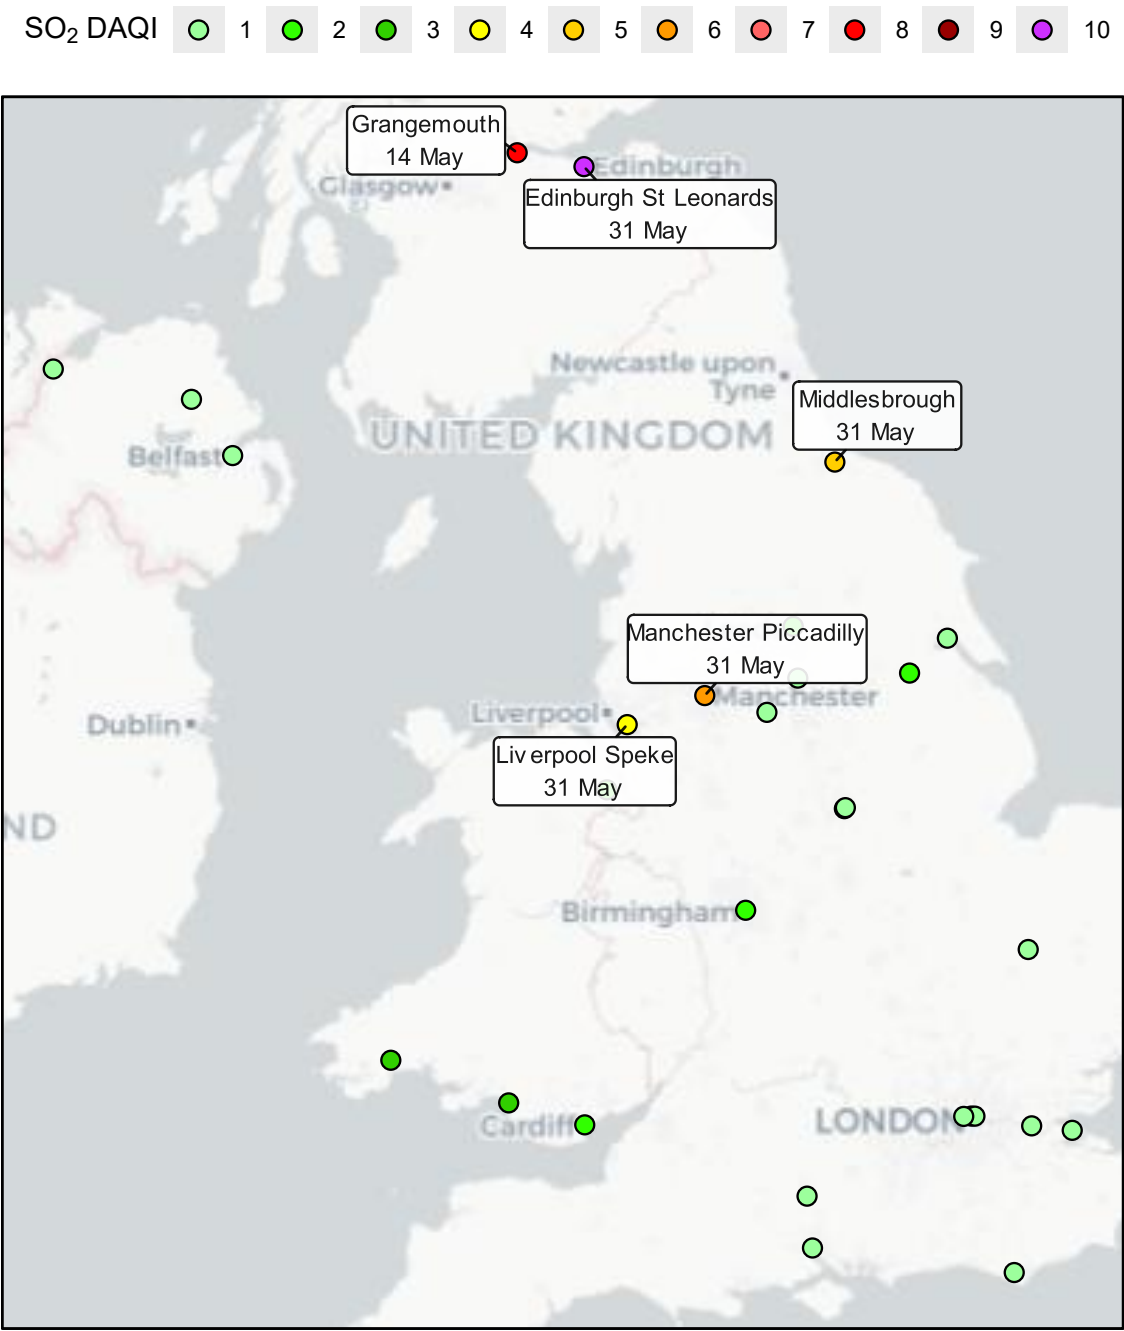 SO2 DAQI 1 2 3 4 5 6 7 8 9 10
Grangemouth
14 May
Edinburgh
Glasgow
Edinburgh St Leonards
31 May
Newcastle upon
Tyne
Middlesbrough
31 May
UNITED KINGDOM
Belfast
Manchester Piccadilly
31 May
Manchester
Liverpool
Dublin
Liverpool Speke
31 May
ND
Birmingham
LONDON
Cardiff